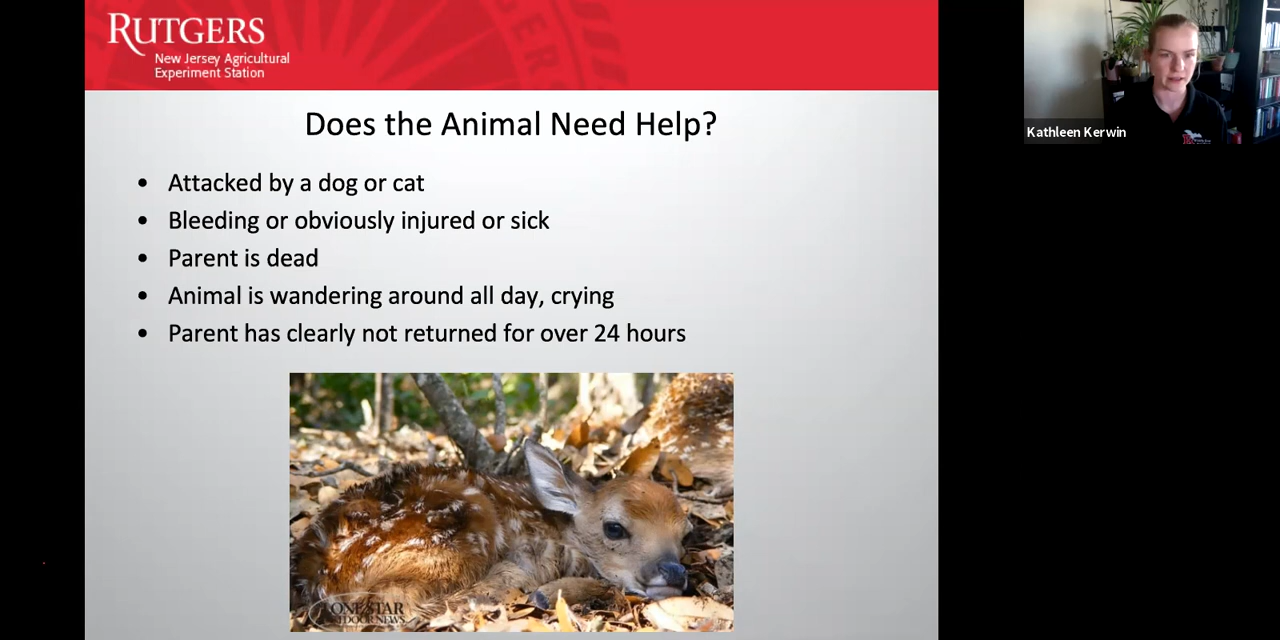 RUTGERS
New Jersey Agricultural
Experiment Station
Kathleen Kerwin
Does the Animal Need Help?
• Attacked by a dog or cat
• Bleeding or obviously injured or sick
• Parent is dead
• Animal is wandering around all day, crying
• Parent has clearly not returned for over 24 hours